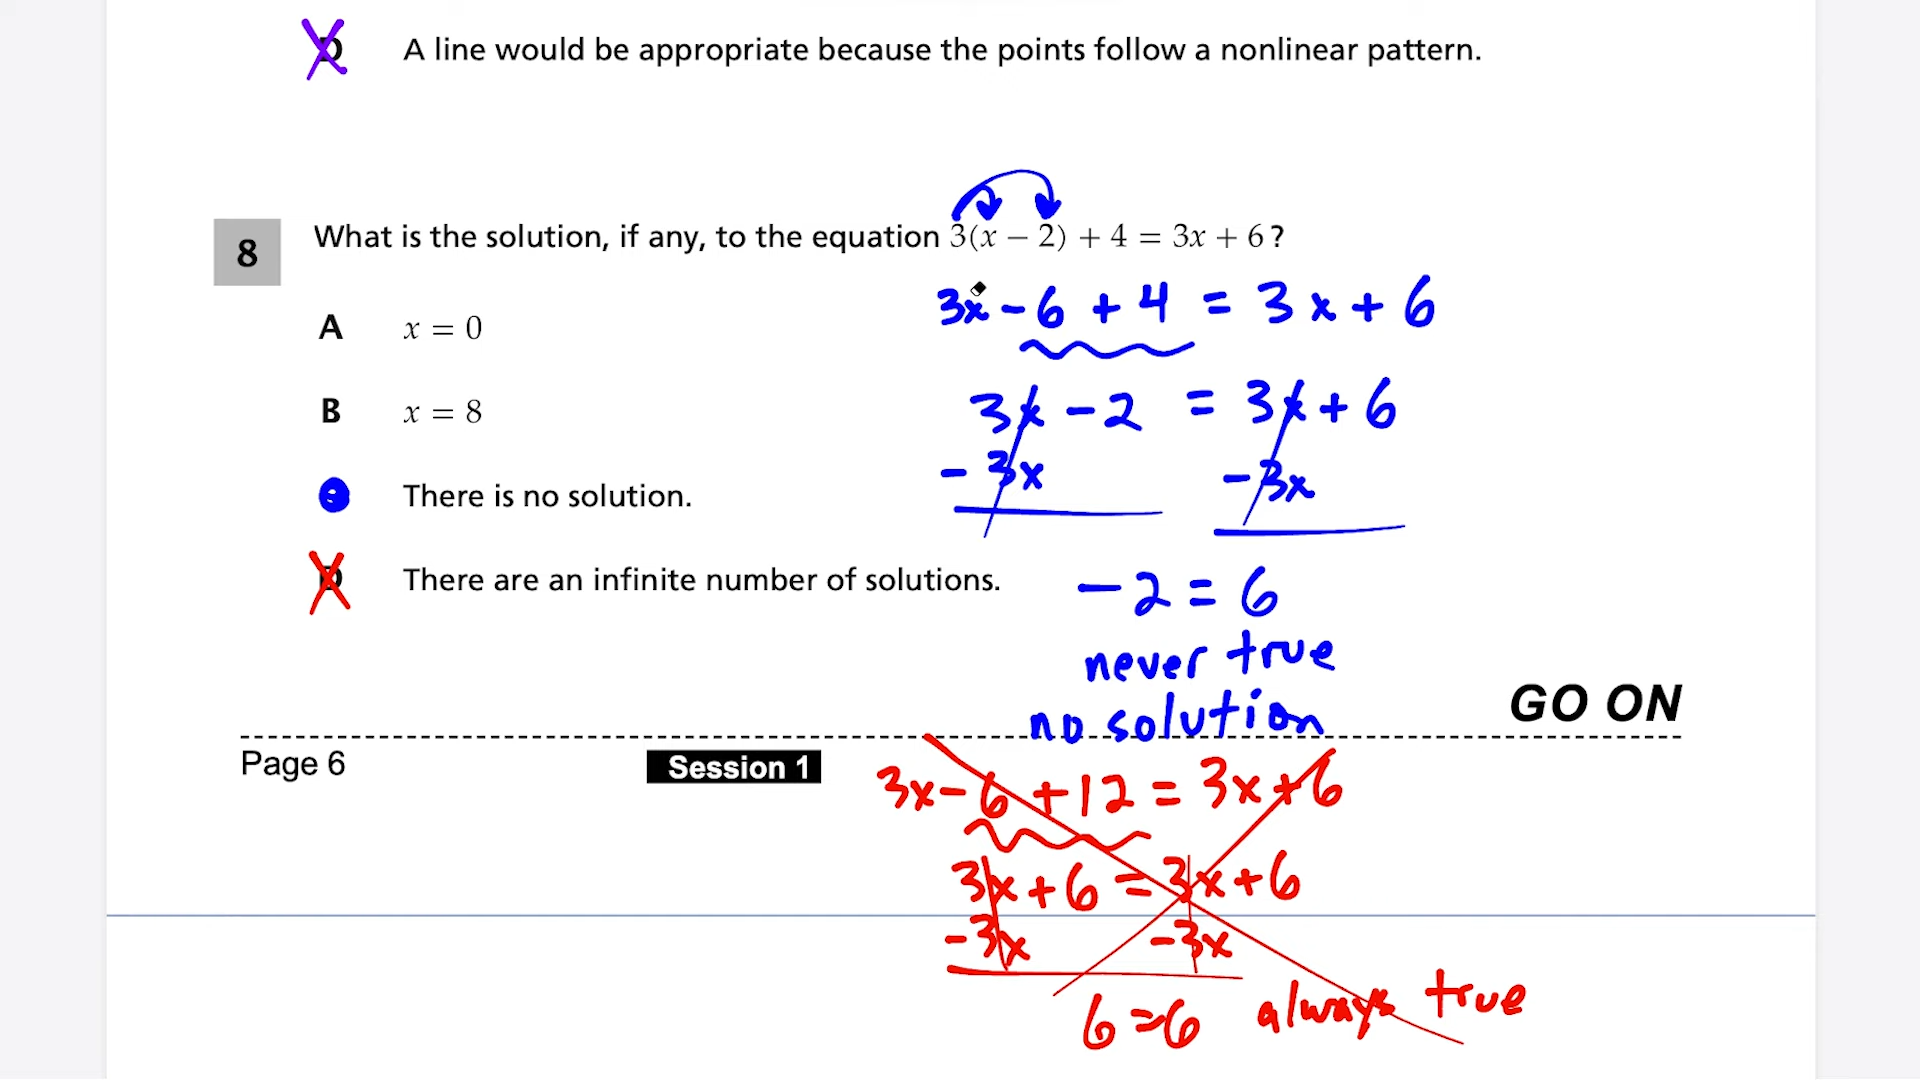 D A line would be appropriate because the points follow a nonlinear pattern.
8 What is the solution, if any, to the equation 3(x − 2) + 4 = 3x + 6?
3x - 6 + 4 = 3x + 6
A x = 0
3x - 2 = 3x + 6
B x = 8
- 3x - 3x
There is no solution.
D There are an infinite number of solutions.
-2 = 6
never true
no solution
GO ON
Page 6 Session 1
3x - 6 + 12 = 3x + 6
3x + 6 = 3x + 6
-3x -3x
6 = 6 always true